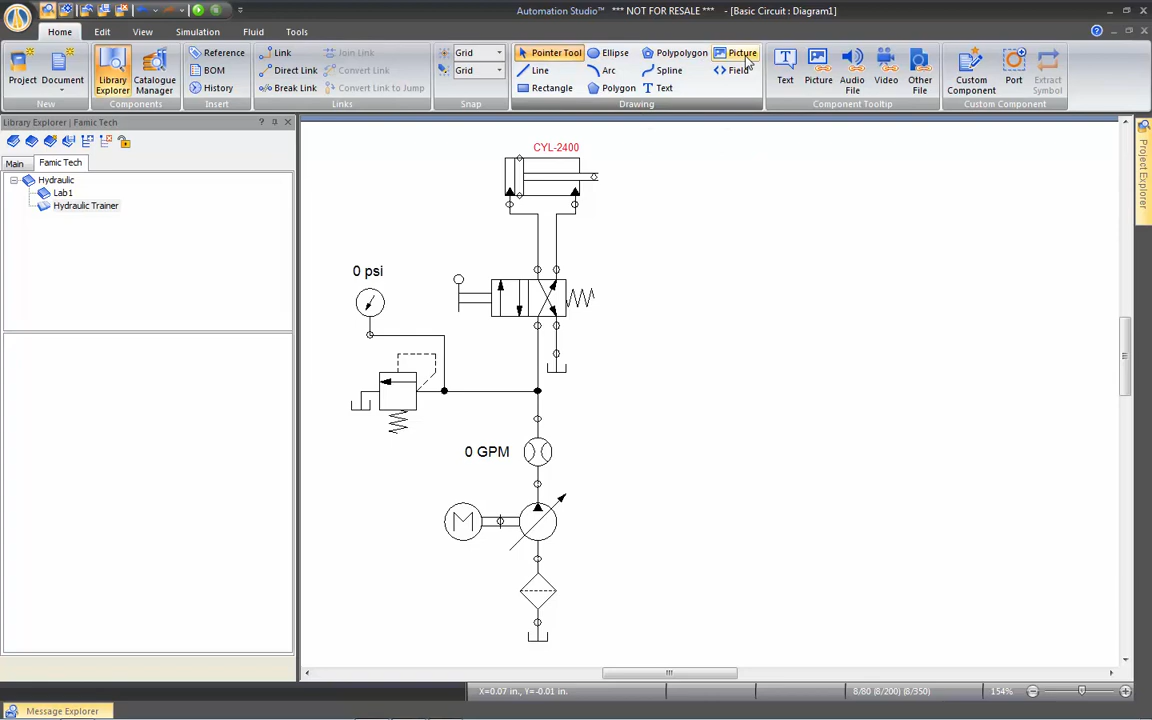 Automation Studio™ *** NOT FOR RESALE *** - [Basic Circuit : Diagram1]
Home Edit View Simulation Fluid Tools
Project
Document
New
Library Explorer
Catalogue Manager
Components
Reference
BOM
History
Insert
Link
Direct Link
Break Link
Join Link
Convert Link
Convert Link to Jump
Links
Grid
Grid
Snap
Pointer Tool
Line
Rectangle
Ellipse
Arc
Polygon
Polypolygon
Spline
Text
Picture
Field
Drawing
Text
Picture
Audio File
Video
Other File
Component Tooltip
Custom Component
Port
Extract Symbol
Custom Component
Library Explorer : Famic Tech
Main Famic Tech
Hydraulic
Lab1
Hydraulic Trainer
CYL-2400
0 psi
0 GPM
M
Project Explorer
X=0.07 in., Y=-0.01 in.
8/80 (8/200) (8/350)
154%
Message Explorer